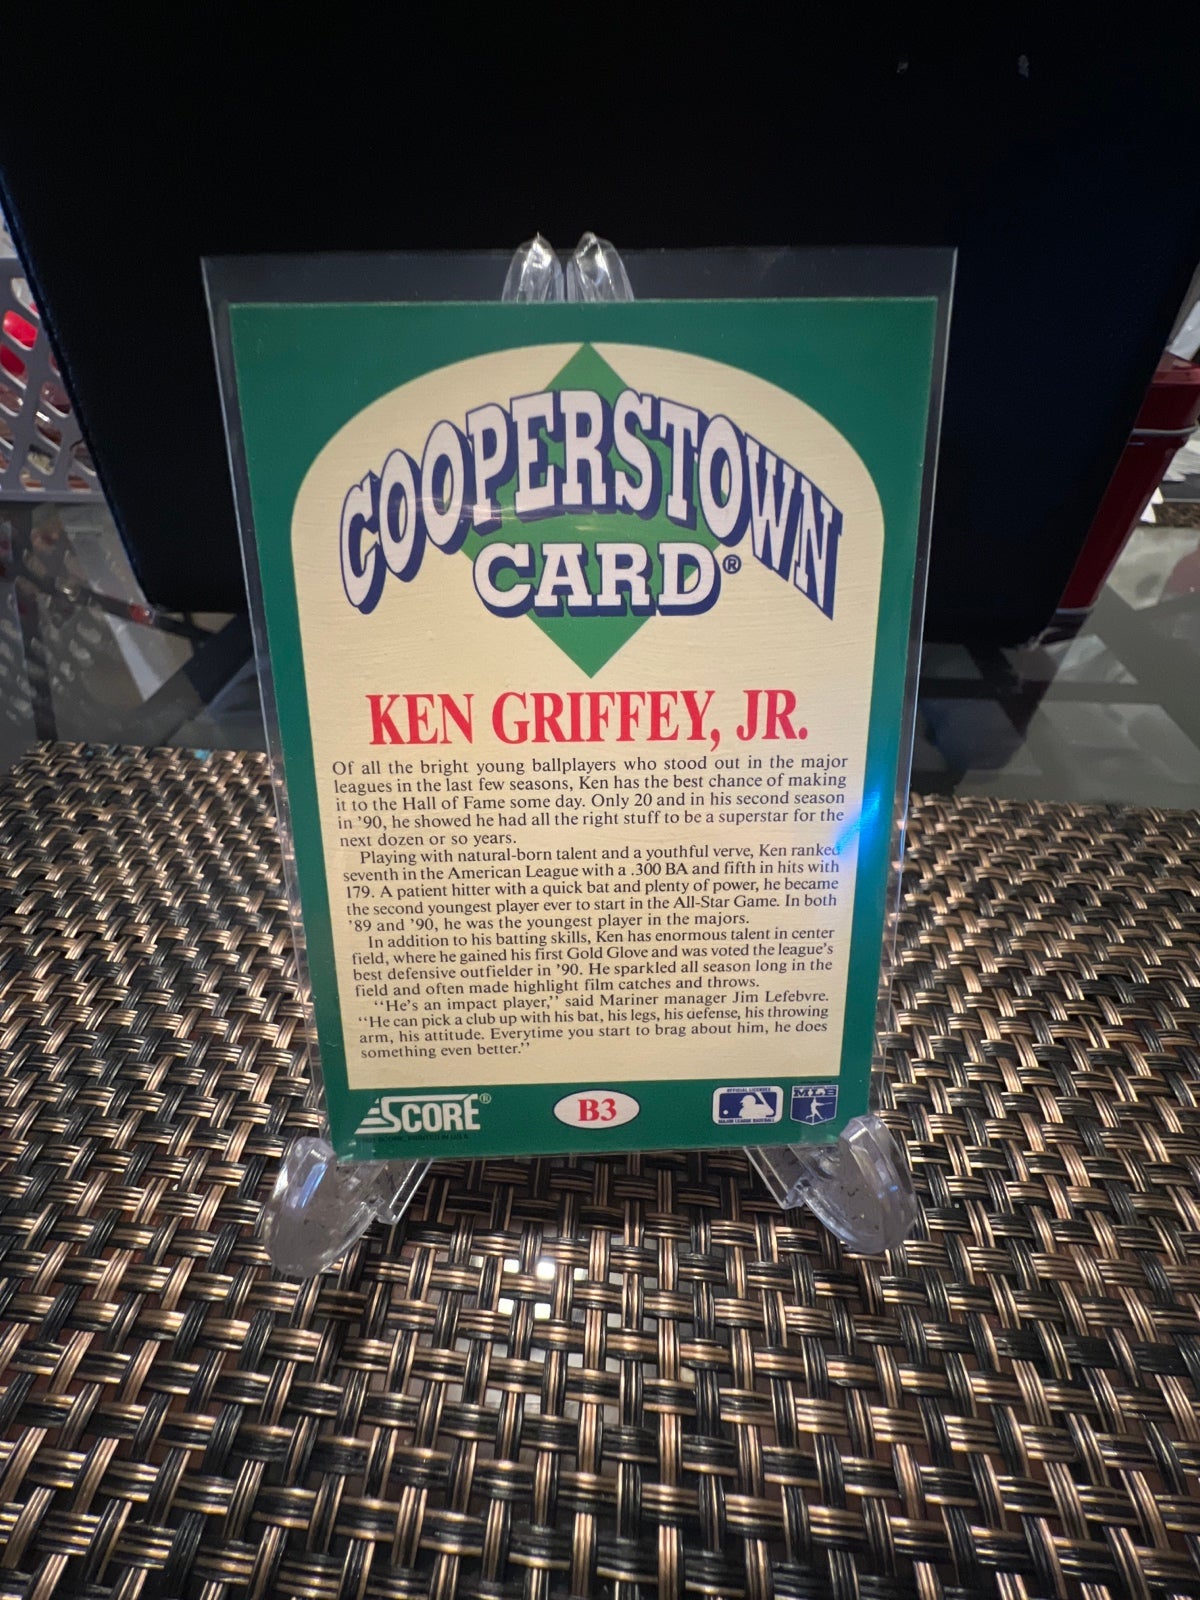 COOPERSTOWN
CARD®
KEN GRIFFEY, JR.
Of all the bright young ballplayers who stood out in the major
leagues in the last few seasons, Ken has the best chance of making
it to the Hall of Fame some day. Only 20 and in his second season
in '90, he showed he had all the right stuff to be a superstar for the
next dozen or so years.
Playing with natural-born talent and a youthful verve, Ken ranked
seventh in the American League with a .300 BA and fifth in hits with
179. A patient hitter with a quick bat and plenty of power, he became
the second youngest player ever to start in the All-Star Game. In both
'89 and '90, he was the youngest player in the majors.
In addition to his batting skills, Ken has enormous talent in center
field, where he gained his first Gold Glove and was voted the league's
best defensive outfielder in '90. He sparkled all season long in the
field and often made highlight film catches and throws.
"He's an impact player," said Mariner manager Jim Lefebvre.
"He can pick a club up with his bat, his legs, his defense, his throwing
arm, his attitude. Everytime you start to brag about him, he does
something even better."
SCORE®
B3
OFFICIAL LICENSEE
MAJOR LEAGUE BASEBALL
MLB
SCORE, PRINTED IN U.S.A.